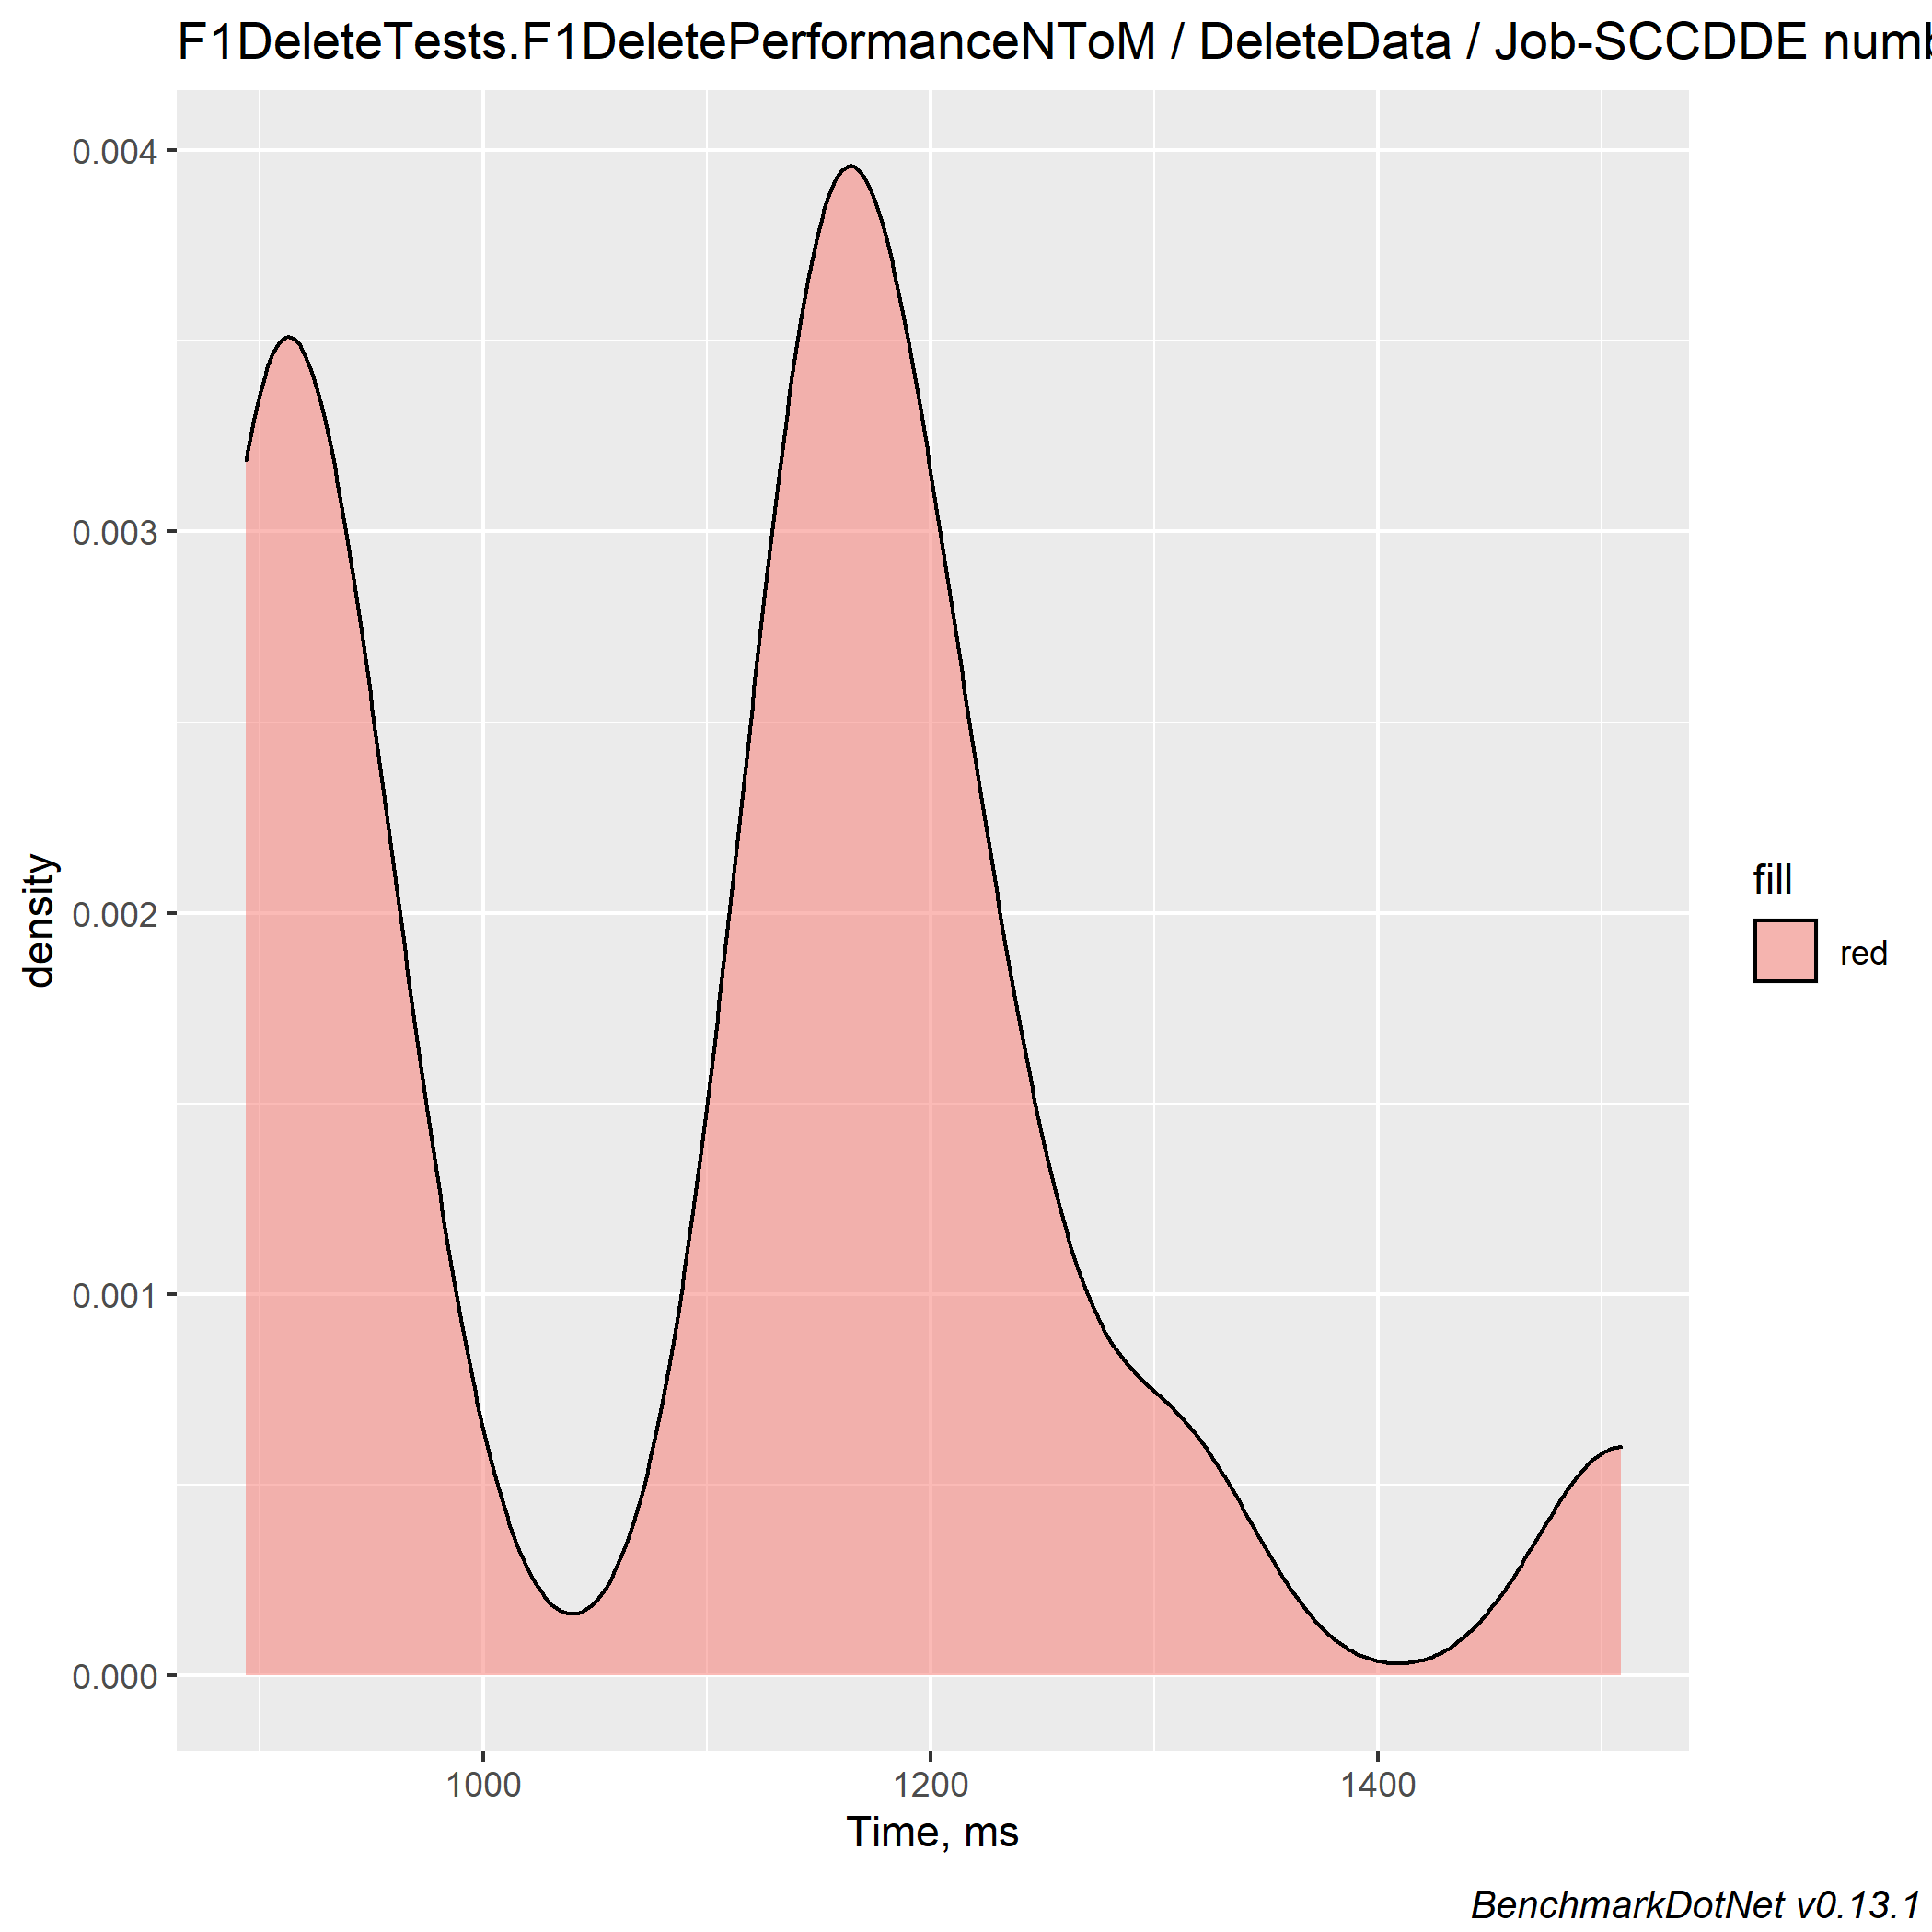 F1DeleteTests.F1DeletePerformanceNToM / DeleteData / Job-SCCDDE
0.004
0.003
0.002
0.001
0.000
density
1000 1200 1400
Time, ms
fill
red
BenchmarkDotNet v0.13.1